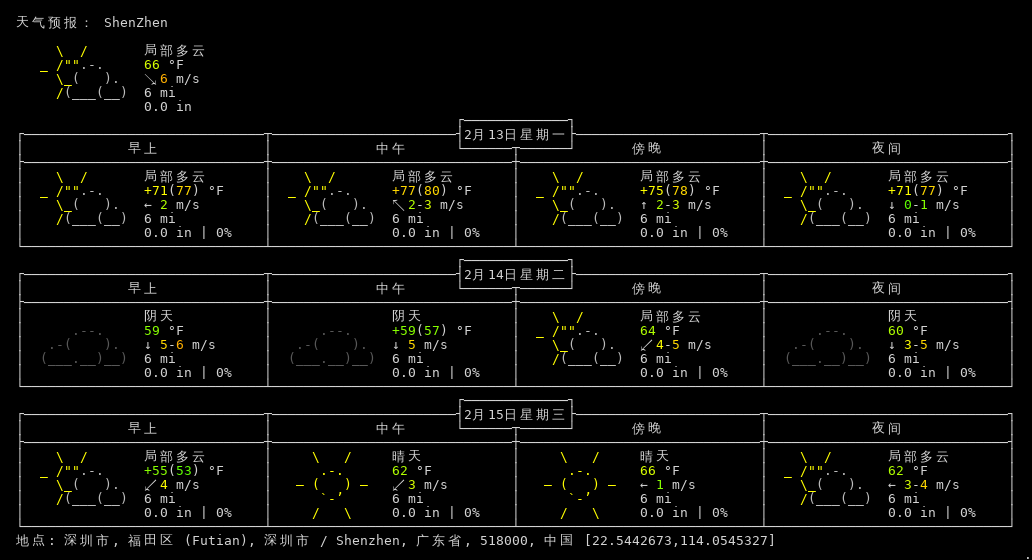 天气预报： ShenZhen
局部多云
66 °F
↘6 m/s
6 mi
0.0 in
2月13日星期一
早上 中午 傍晚 夜间
局部多云 局部多云 局部多云 局部多云
+71(77) °F +77(80) °F +75(78) °F +71(77) °F
← 2 m/s ↖2-3 m/s ↑ 2-3 m/s ↓ 0-1 m/s
6 mi 6 mi 6 mi 6 mi
0.0 in | 0% 0.0 in | 0% 0.0 in | 0% 0.0 in | 0%
2月14日星期二
早上 中午 傍晚 夜间
阴天 阴天 局部多云 阴天
59 °F +59(57) °F 64 °F 60 °F
↓ 5-6 m/s ↓ 5 m/s ↙4-5 m/s ↓ 3-5 m/s
6 mi 6 mi 6 mi 6 mi
0.0 in | 0% 0.0 in | 0% 0.0 in | 0% 0.0 in | 0%
2月15日星期三
早上 中午 傍晚 夜间
局部多云 晴天 晴天 局部多云
+55(53) °F 62 °F 66 °F 62 °F
↙4 m/s ↙3 m/s ← 1 m/s ← 3-4 m/s
6 mi 6 mi 6 mi 6 mi
0.0 in | 0% 0.0 in | 0% 0.0 in | 0% 0.0 in | 0%
地点: 深圳市, 福田区 (Futian), 深圳市 / Shenzhen, 广东省, 518000, 中国 [22.5442673,114.0545327]